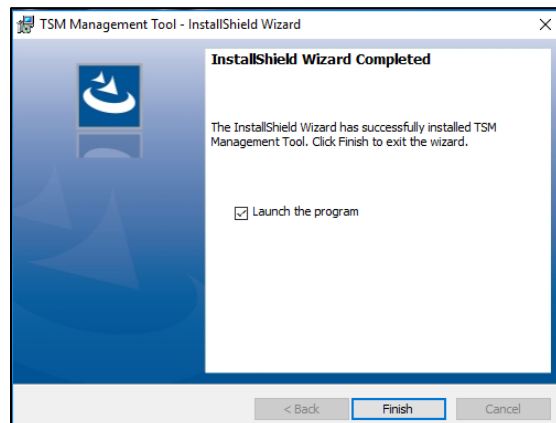 TSM Management Tool - InstallShield Wizard
InstallShield Wizard Completed
The InstallShield Wizard has successfully installed TSM
Management Tool. Click Finish to exit the wizard.
Launch the program
< Back Finish Cancel